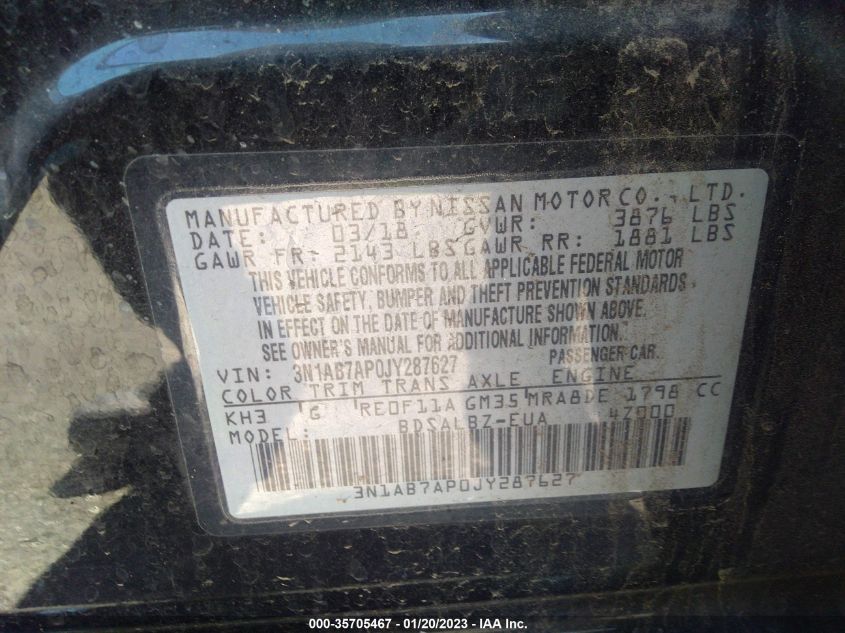 MANUFACTURED BY NISSAN MOTOR CO., LTD.
DATE: 03/18 GVWR: 3876 LBS
GAWR FR: 2143 LBS GAWR RR: 1881 LBS
THIS VEHICLE CONFORMS TO ALL APPLICABLE FEDERAL MOTOR
VEHICLE SAFETY, BUMPER AND THEFT PREVENTION STANDARDS
IN EFFECT ON THE DATE OF MANUFACTURE SHOWN ABOVE.
SEE OWNER'S MANUAL FOR ADDITIONAL INFORMATION.
VIN: 3N1AB7AP0JY287627 PASSENGER CAR.
COLOR TRIM TRANS AXLE ENGINE
KH3 G RE0F11A GM35 MRA8DE 1798 CC
MODEL: BDSALBZ-EUA 4Z000
3N1AB7AP0JY287627
000-35705467 - 01/20/2023 - IAA Inc.